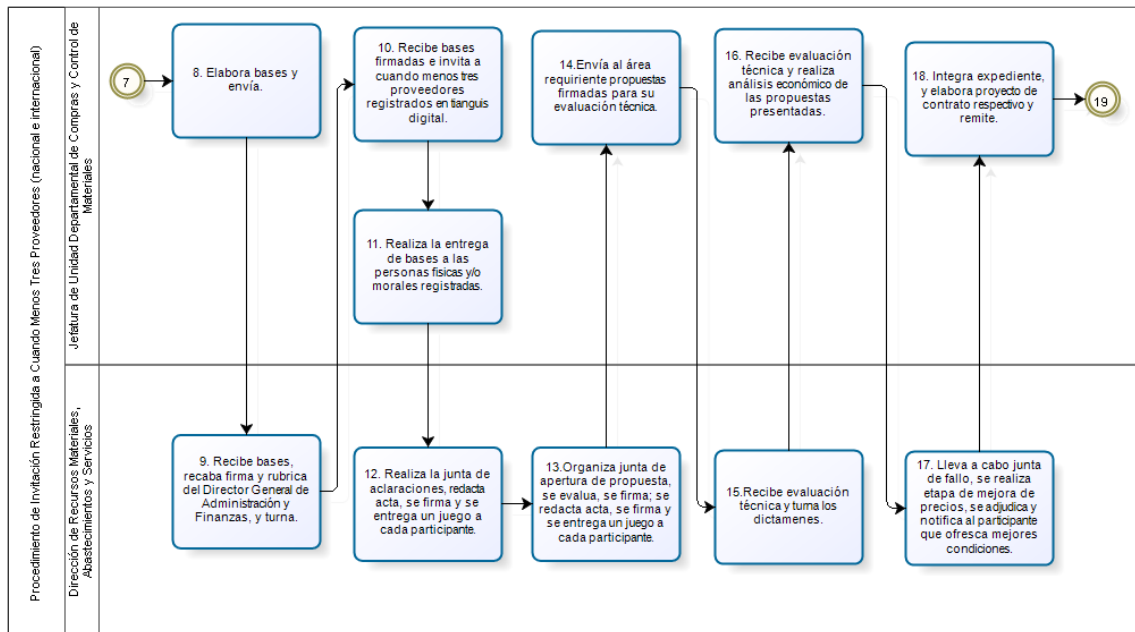 Procedimiento de Invitación Restringida a Cuando Menos Tres Proveedores (nacional e internacional)
Jefatura de Unidad Departamental de Compras y Control de
Materiales
7
8. Elabora bases y
envía.
10. Recibe bases
firmadas e invita a
cuando menos tres
proveedores
registrados en tianguis
digital.
14.Envía al área
requiriente propuestas
firmadas para su
evaluación técnica.
16. Recibe evaluación
técnica y realiza
análisis económico de
las propuestas
presentadas.
18. Integra expediente,
y elabora proyecto de
contrato respectivo y
remite.
19
11. Realiza la entrega
de bases a las
personas fisicas y/o
morales registradas.
Dirección de Recursos Materiales,
Abastecimientos y Servicios
9. Recibe bases,
recaba firma y rubrica
del Director General de
Administración y
Finanzas, y turna.
12. Realiza la junta de
aclaraciones, redacta
acta, se firma y se
entrega un juego a
cada participante.
13.Organiza junta de
apertura de propuesta,
se evalua, se firma; se
redacta acta, se firma y
se entrega un juego a
cada participante.
15.Recibe evaluación
técnica y turna los
dictamenes.
17. Lleva a cabo junta
de fallo, se realiza
etapa de mejora de
precios, se adjudica y
notifica al participante
que ofresca mejores
condiciones.